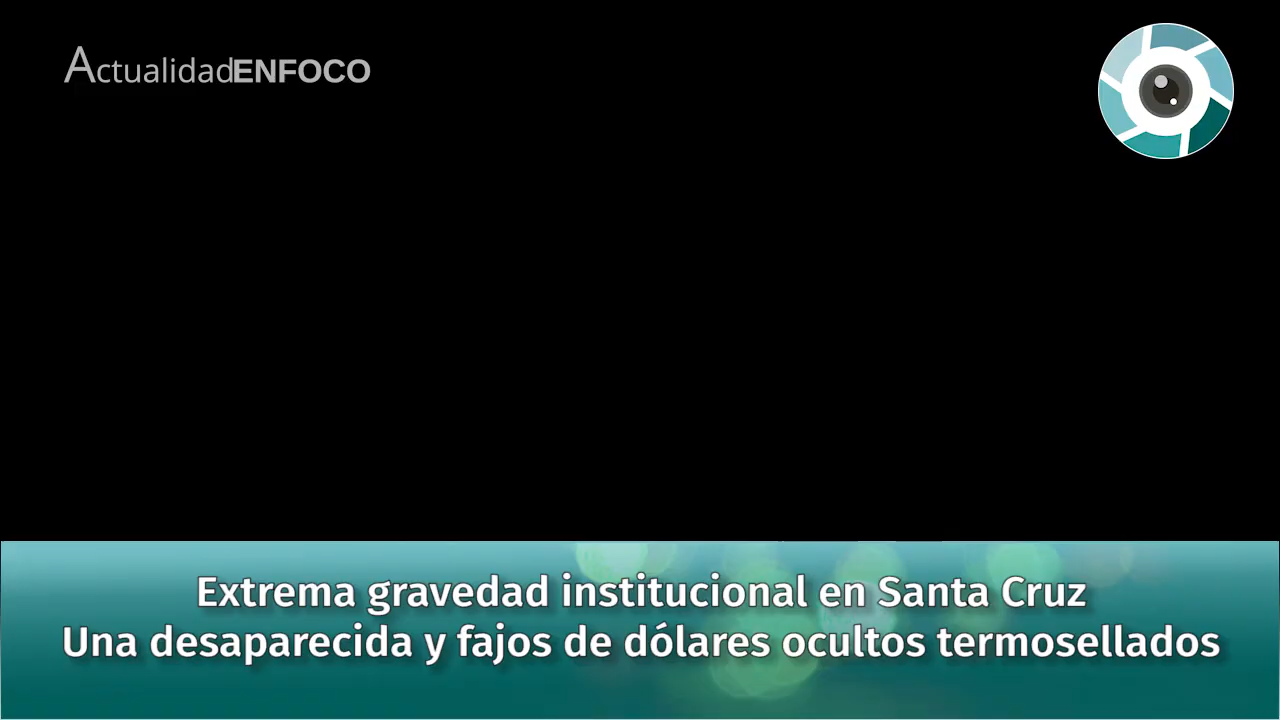 ActualidadENFOCO
Extrema gravedad institucional en Santa Cruz
Una desaparecida y fajos de dólares ocultos termosellados